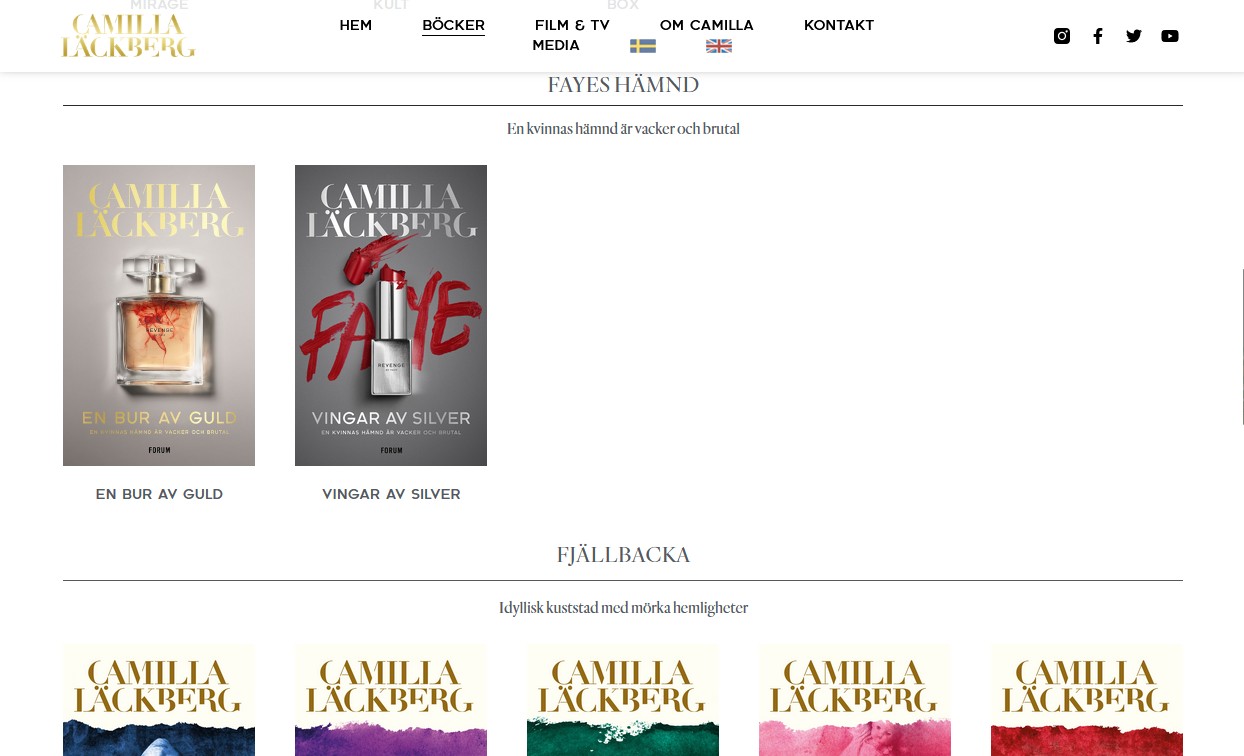 MIRAGE KULT BOX
CAMILLA
LÄCKBERG
HEM BÖCKER FILM & TV OM CAMILLA KONTAKT
MEDIA
FAYES HÄMND
En kvinnas hämnd är vacker och brutal
CAMILLA
LÄCKBERG
REVENGE
EN BUR AV GULD
EN KVINNAS HÄMND ÄR VACKER OCH BRUTAL
FORUM
CAMILLA
LÄCKBERG
FAYE
REVENGE
VINGAR AV SILVER
EN KVINNAS HÄMND ÄR VACKER OCH BRUTAL
FORUM
EN BUR AV GULD VINGAR AV SILVER
FJÄLLBACKA
Idyllisk kuststad med mörka hemligheter
CAMILLA
LÄCKBERG
CAMILLA
LÄCKBERG
CAMILLA
LÄCKBERG
CAMILLA
LÄCKBERG
CAMILLA
LÄCKBERG